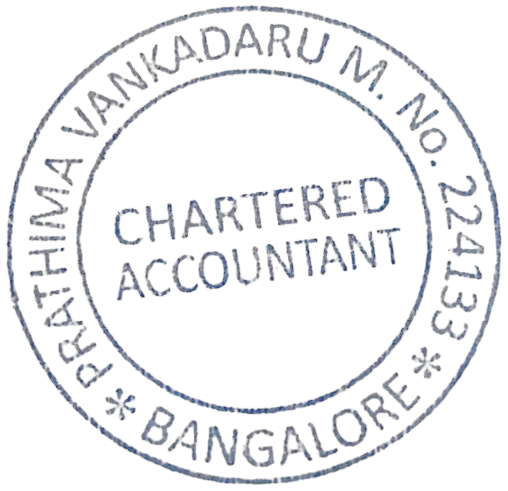 PRATHIMA VANKADARU M. No. 224133
* BANGALORE *
CHARTERED
ACCOUNTANT